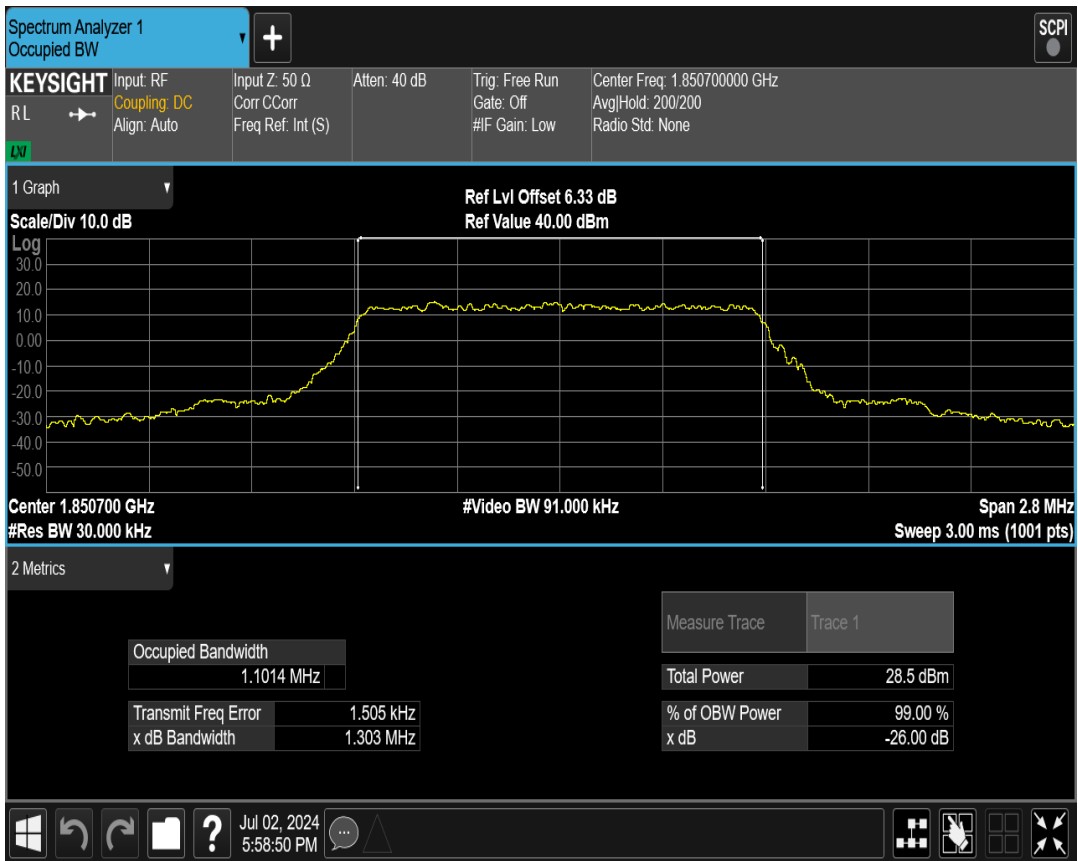 Spectrum Analyzer 1
Occupied BW
+
SCPI
KEYSIGHT
RL
LXI
Input: RF
Coupling: DC
Align: Auto
Input Z: 50 Ω
Corr CCorr
Freq Ref: Int (S)
Atten: 40 dB
Trig: Free Run
Gate: Off
#IF Gain: Low
Center Freq: 1.850700000 GHz
Avg|Hold: 200/200
Radio Std: None
1 Graph
Scale/Div 10.0 dB
Ref Lvl Offset 6.33 dB
Ref Value 40.00 dBm
Log
30.0
20.0
10.0
0.00
-10.0
-20.0
-30.0
-40.0
-50.0
Center 1.850700 GHz
#Video BW 91.000 kHz
Span 2.8 MHz
#Res BW 30.000 kHz
Sweep 3.00 ms (1001 pts)
2 Metrics
Measure Trace Trace 1
Occupied Bandwidth
1.1014 MHz
Total Power 28.5 dBm
Transmit Freq Error 1.505 kHz
% of OBW Power 99.00 %
x dB Bandwidth 1.303 MHz
x dB -26.00 dB
?
Jul 02, 2024
5:58:50 PM